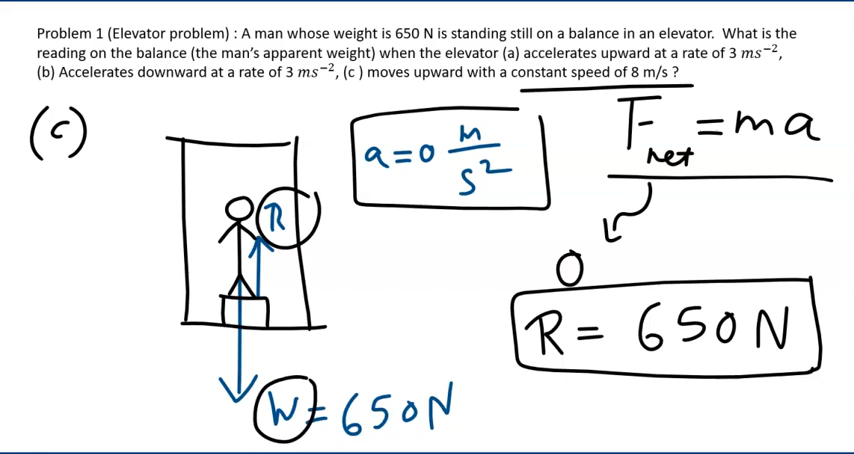 Problem 1 (Elevator problem) : A man whose weight is 650 N is standing still on a balance in an elevator. What is the
reading on the balance (the man's apparent weight) when the elevator (a) accelerates upward at a rate of 3 ms⁻²,
(b) Accelerates downward at a rate of 3 ms⁻², (c ) moves upward with a constant speed of 8 m/s ?
(c)
a = 0 m/s²
F_net = ma
R
0
R = 650 N
W = 650N